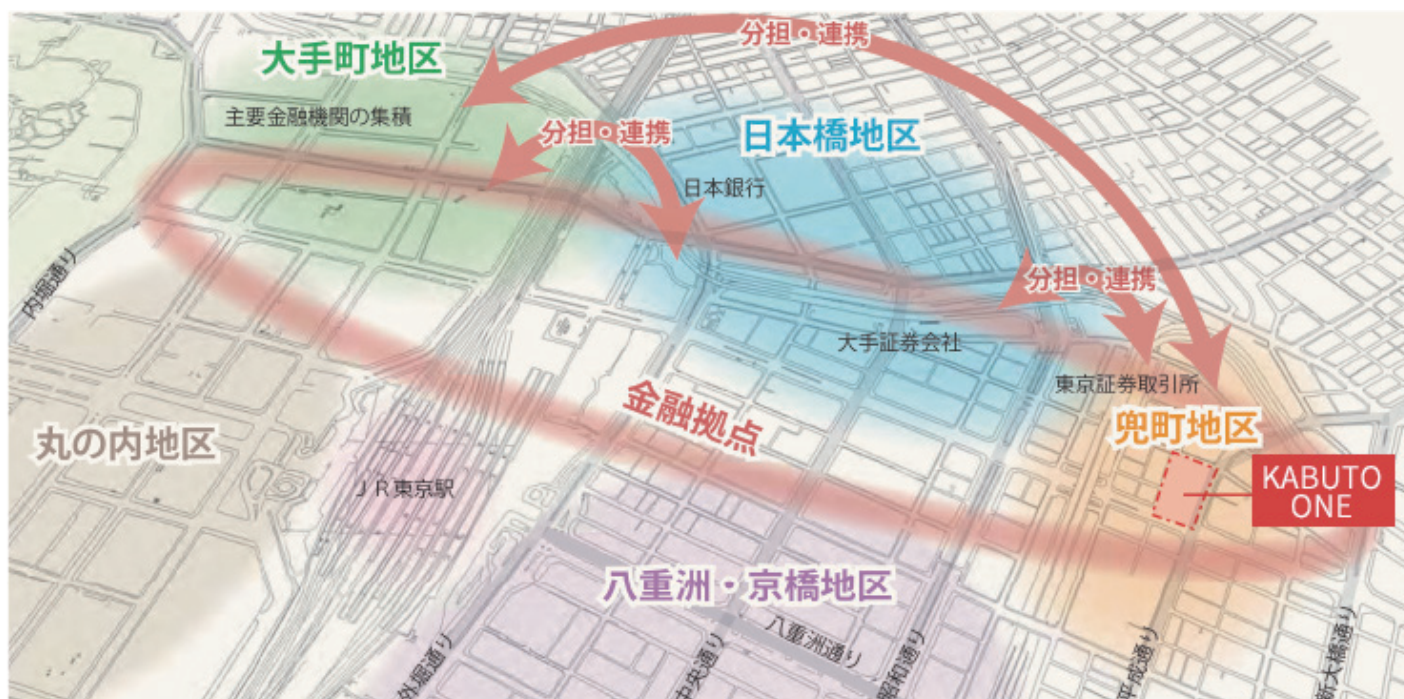 分担・連携
大手町地区
主要金融機関の集積
分担・連携
日本橋地区
日本銀行
内堀通り
分担・連携
大手証券会社
東京証券取引所
金融拠点
兜町地区
丸の内地区
JR東京駅
KABUTO
ONE
八重洲・京橋地区
八重洲通り
外堀通り
中央通り
昭和通り
平成通り
新大橋通り